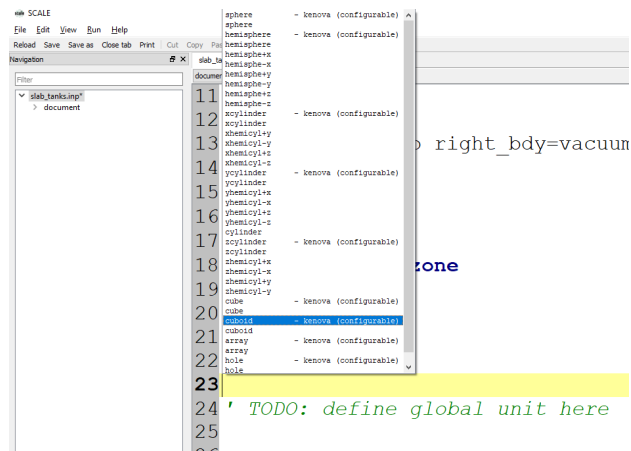 SCALE
File Edit View Run Help
Reload Save Save as Close tab Print Cut Copy Pas
Navigation
slab_ta
Filter
documen
slab_tanks.inp*
document
sphere - kenova (configurable)
sphere
hemisphere - kenova (configurable)
hemisphere
hemisphe+x
hemisphe-x
hemisphe+y
hemisphe-y
hemisphe+z
hemisphe-z
xcylinder - kenova (configurable)
xcylinder
xhemicyl+y
xhemicyl-y
xhemicyl+z
xhemicyl-z
ycylinder - kenova (configurable)
ycylinder
yhemicyl+x
yhemicyl-x
yhemicyl+z
yhemicyl-z
cylinder
zcylinder - kenova (configurable)
zcylinder
zhemicyl+x
zhemicyl-x
zhemicyl+y
zhemicyl-y
cube - kenova (configurable)
cube
cuboid - kenova (configurable)
cuboid
array - kenova (configurable)
array
hole - kenova (configurable)
hole
11
12
13 right_bdy=vacuum
14
15
16
17
18 zone
19
20
21
22
23
24 ' TODO: define global unit here
25